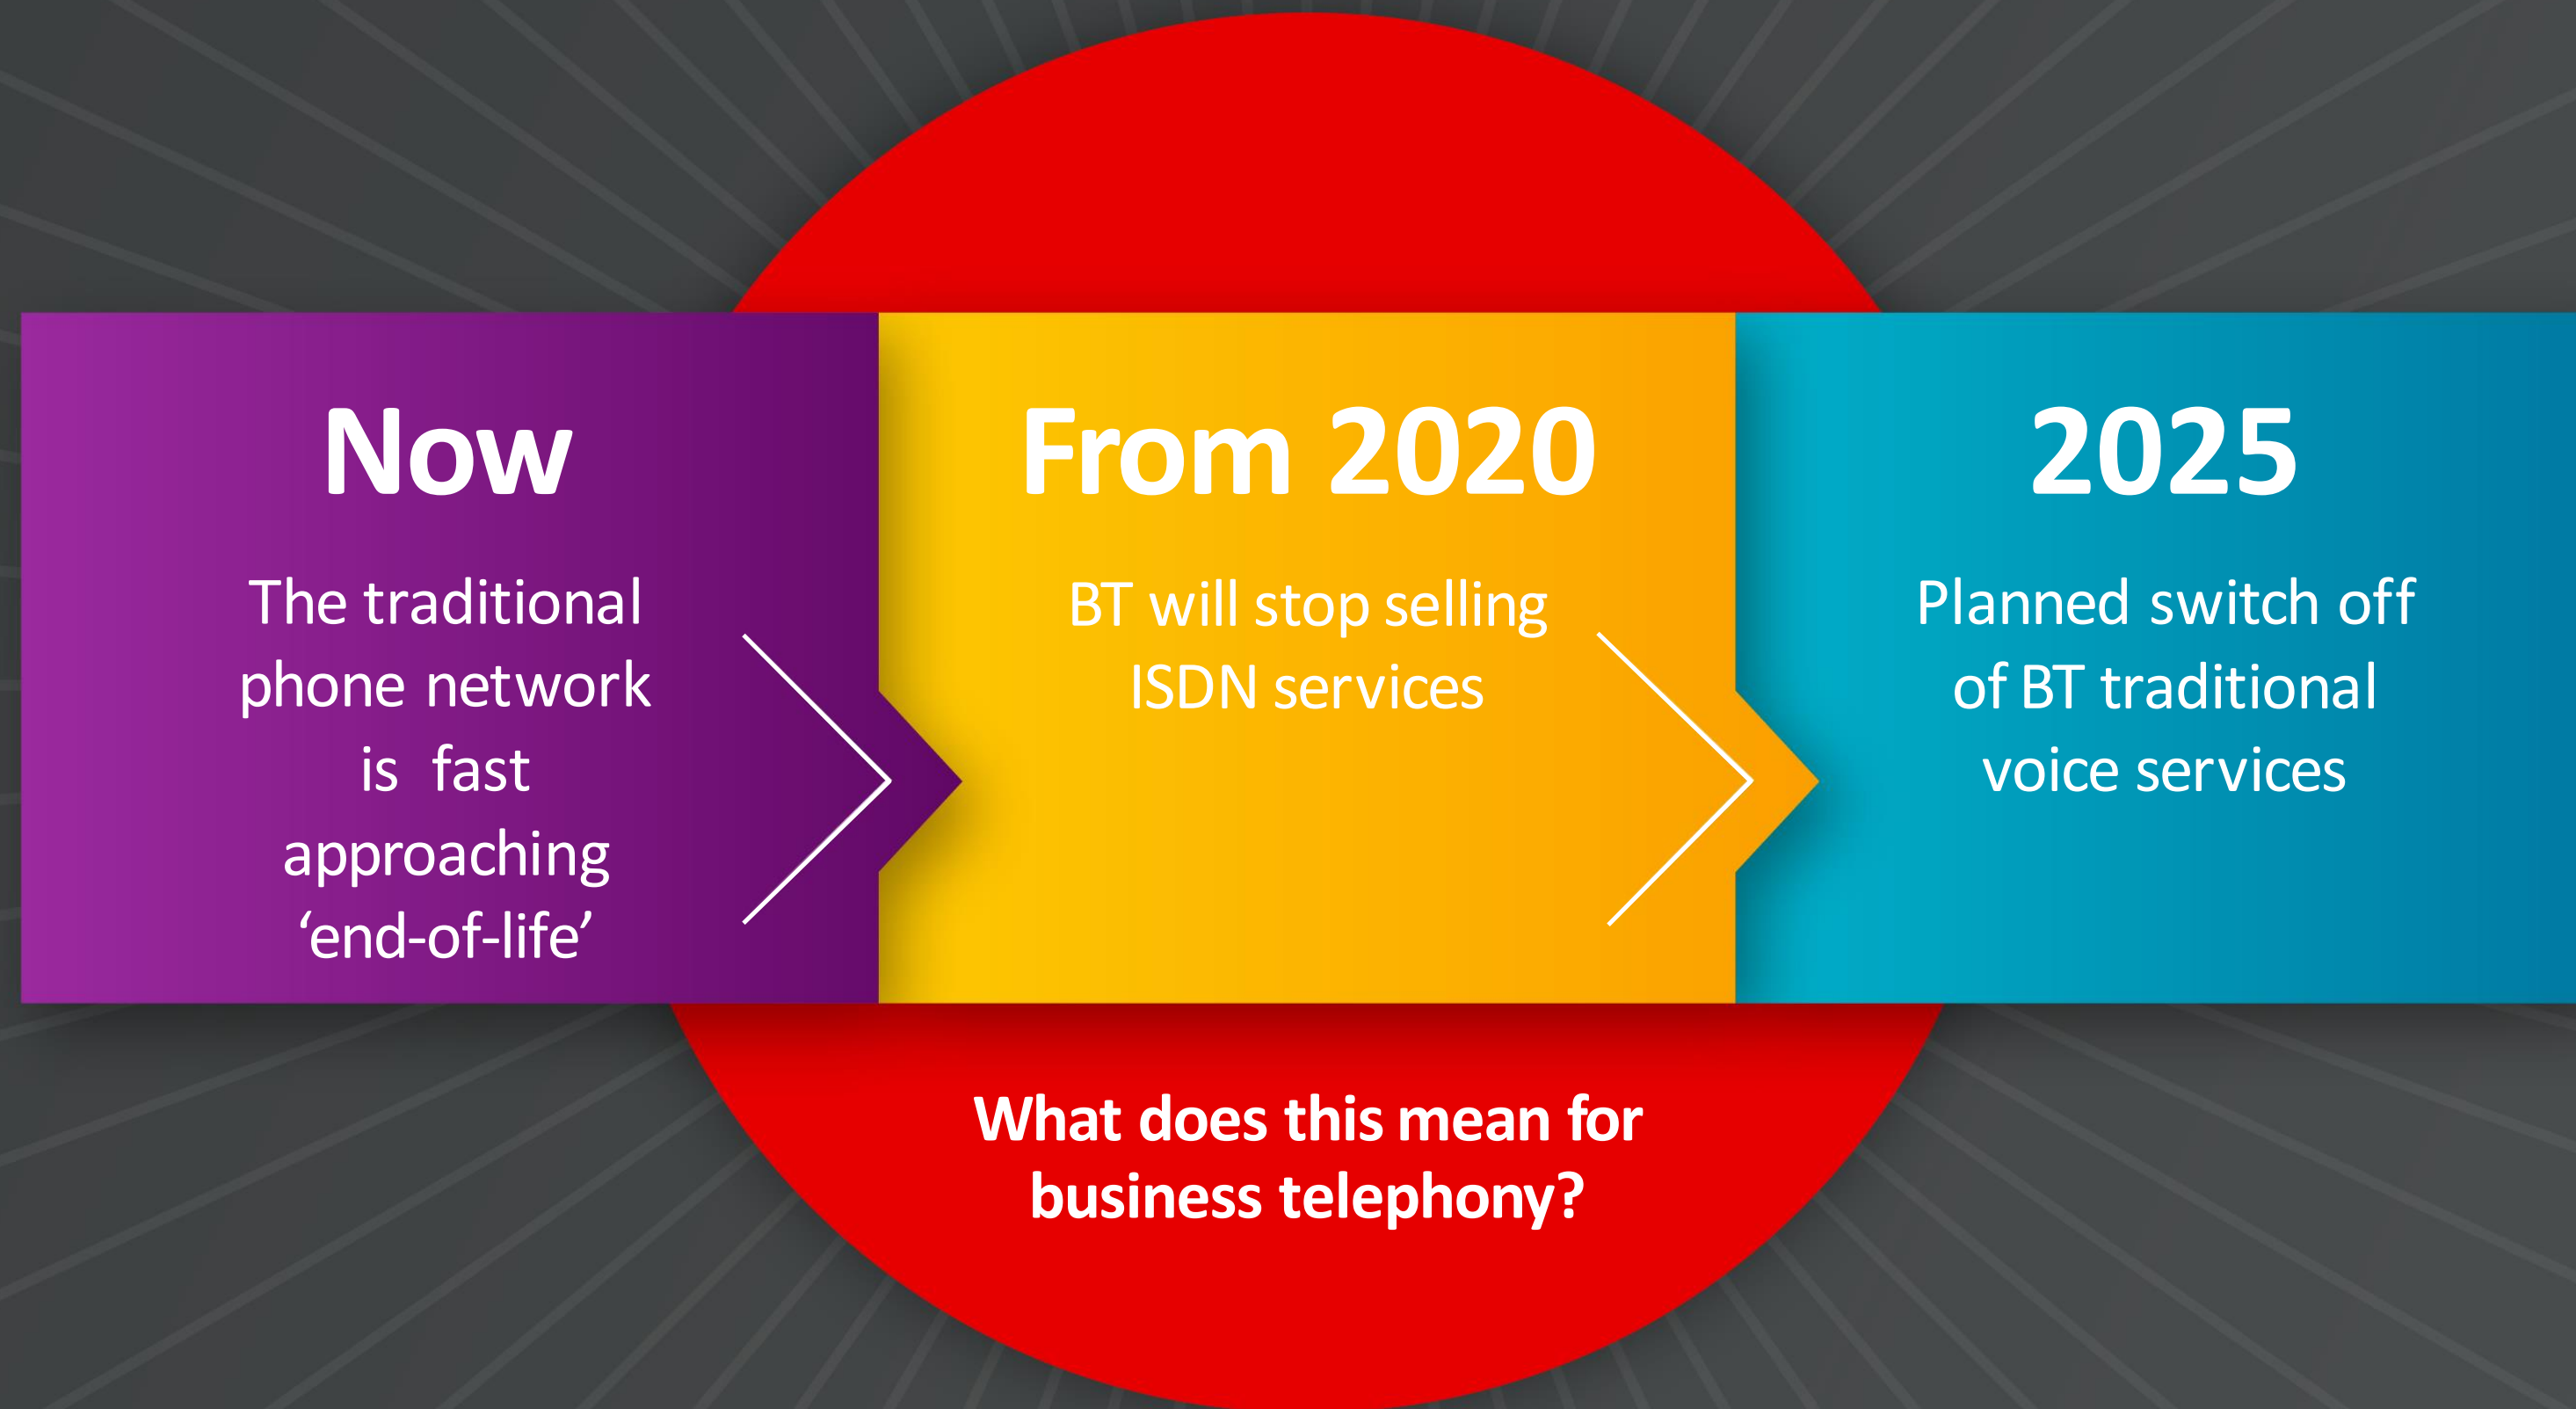 Now
The traditional
phone network
is fast
approaching
‘end-of-life’
From 2020
BT will stop selling
ISDN services
2025
Planned switch off
of BT traditional
voice services
What does this mean for
business telephony?